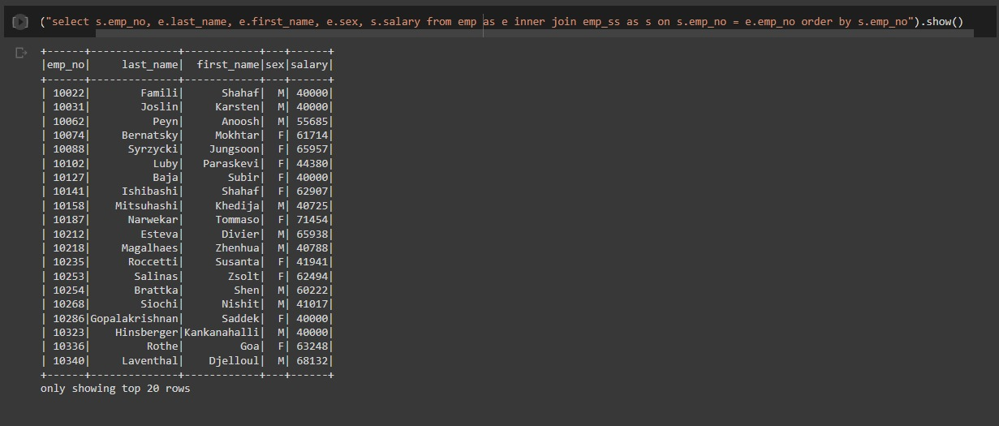 ("select s.emp_no, e.last_name, e.first_name, e.sex, s.salary from emp as e inner join emp_ss as s on s.emp_no = e.emp_no order by s.emp_no").show()
+------+--------------+------------+---+------+
|emp_no|     last_name|  first_name|sex|salary|
+------+--------------+------------+---+------+
| 10022|        Famili|      Shahaf|  M| 40000|
| 10031|        Joslin|     Karsten|  M| 40000|
| 10062|          Peyn|      Anoosh|  M| 55685|
| 10074|     Bernatsky|     Mokhtar|  F| 61714|
| 10088|      Syrzycki|    Jungsoon|  F| 65957|
| 10102|          Luby|   Paraskevi|  F| 44380|
| 10127|          Baja|       Subir|  F| 40000|
| 10141|     Ishibashi|      Shahaf|  F| 62907|
| 10158|    Mitsuhashi|     Khedija|  M| 40725|
| 10187|      Narwekar|     Tommaso|  F| 71454|
| 10212|        Esteva|      Divier|  M| 65938|
| 10218|     Magalhaes|     Zhenhua|  M| 40788|
| 10235|      Roccetti|     Susanta|  F| 41941|
| 10253|       Salinas|       Zsolt|  F| 62494|
| 10254|       Brattka|        Shen|  M| 60222|
| 10268|        Siochi|      Nishit|  M| 41017|
| 10286|Gopalakrishnan|      Saddek|  F| 40000|
| 10323|    Hinsberger|Kankanahalli|  M| 40000|
| 10336|         Rothe|         Goa|  F| 63248|
| 10340|     Laventhal|    Djelloul|  M| 68132|
+------+--------------+------------+---+------+
only showing top 20 rows